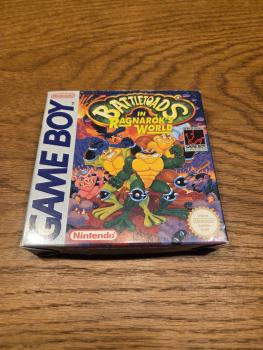 Nintendo
GAME BOY
BATTLETOADS
IN
RAGNAROK'S
WORLD
Nintendo